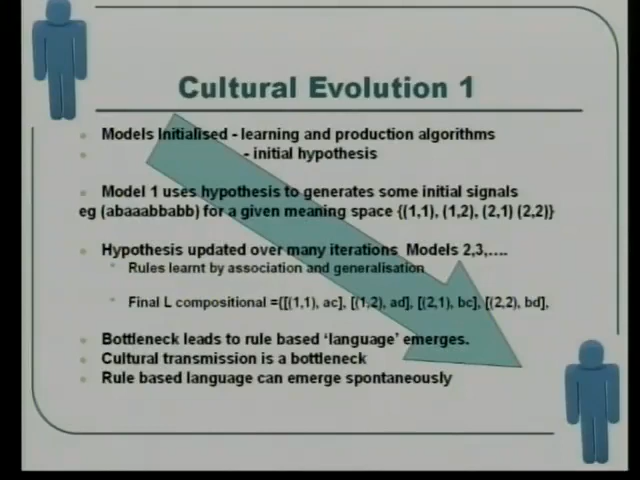 Cultural Evolution 1
Models Initialised - learning and production algorithms
- initial hypothesis
Model 1 uses hypothesis to generates some initial signals
eg (abaaabbabb) for a given meaning space {(1,1), (1,2), (2,1) (2,2)}
Hypothesis updated over many iterations Models 2,3,....
Rules learnt by association and generalisation
Final L compositional ={[(1,1), ac], [(1,2), ad], [(2,1), bc], [(2,2), bd],
Bottleneck leads to rule based 'language' emerges.
Cultural transmission is a bottleneck
Rule based language can emerge spontaneously